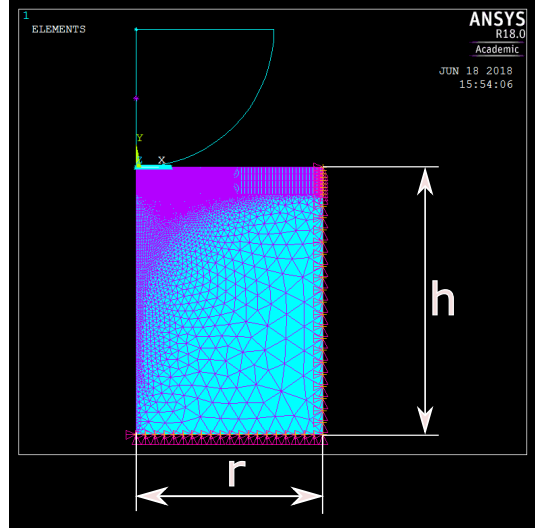 1
ELEMENTS
ANSYS
R18.0
Academic
JUN 18 2018
15:54:06
Y
X
h
r